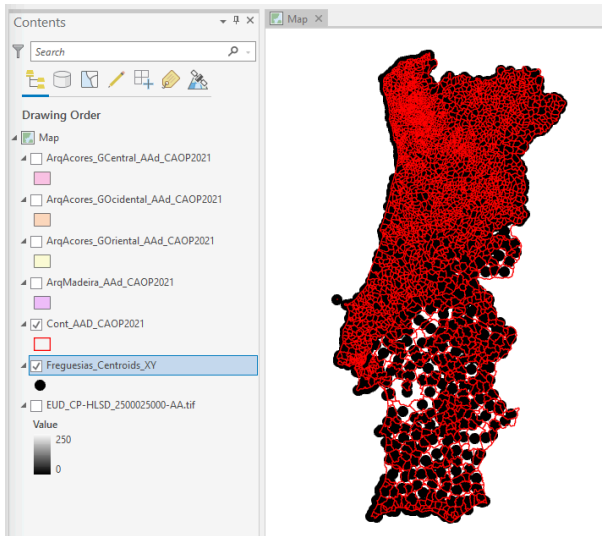 Contents
Search
Drawing Order
Map
ArqAcores_GCentral_AAd_CAOP2021
ArqAcores_GOcidental_AAd_CAOP2021
ArqAcores_GOriental_AAd_CAOP2021
ArqMadeira_AAd_CAOP2021
Cont_AAD_CAOP2021
Freguesias_Centroids_XY
EUD_CP-HLSD_2500025000-AA.tif
Value
250
0
Map